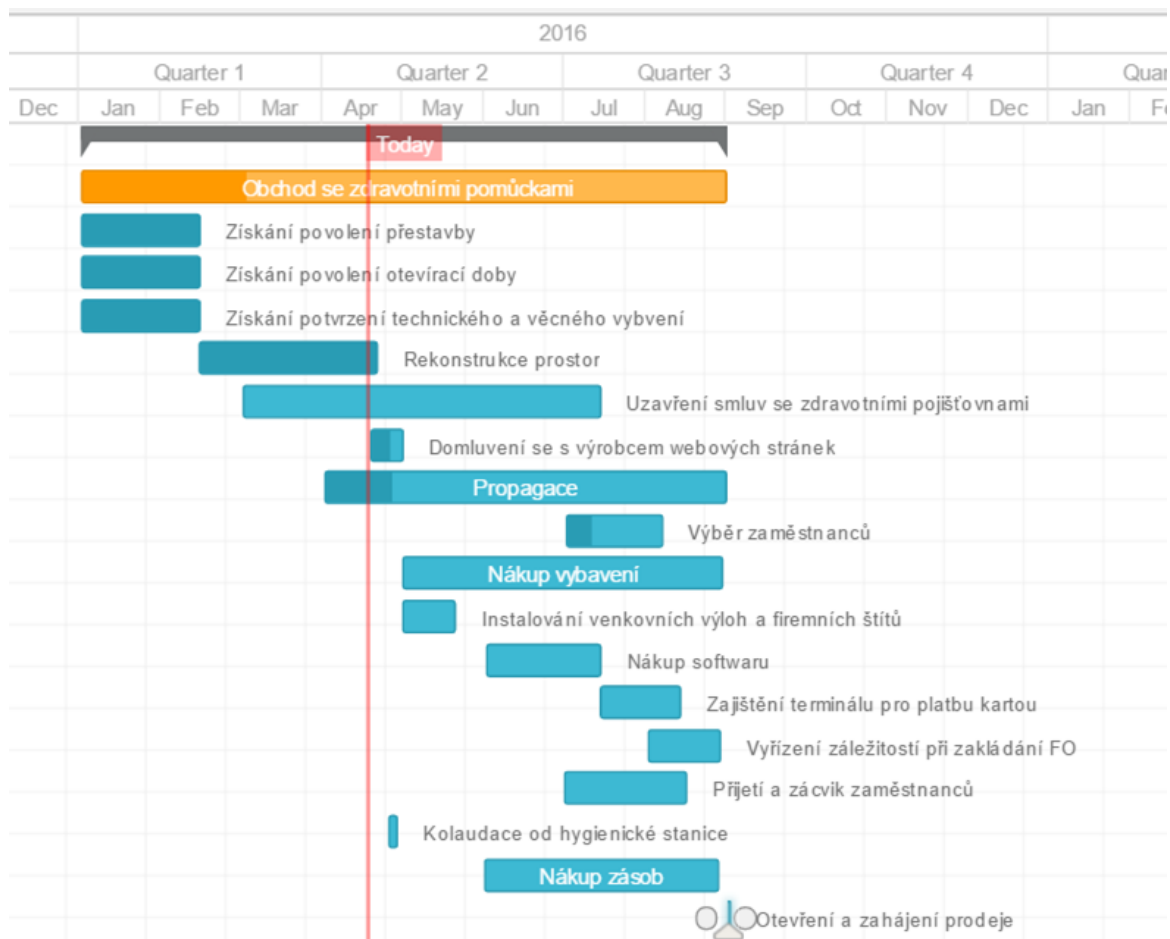 2016
Quarter 1 Quarter 2 Quarter 3 Quarter 4 Quar
Dec Jan Feb Mar Apr May Jun Jul Aug Sep Oct Nov Dec Jan Fe
Today
Obchod se zdravotními pomůckami
Získání povolení přestavby
Získání povolení otevírací doby
Získání potvrzení technického a věcného vybvení
Rekonstrukce prostor
Uzavření smluv se zdravotními pojišťovnami
Domluvení se s výrobcem webových stránek
Propagace
Výběr zaměstnanců
Nákup vybavení
Instalování venkovních výloh a firemních štítů
Nákup softwaru
Zajištění terminálu pro platbu kartou
Vyřízení záležitostí při zakládání FO
Přijetí a zácvik zaměstnanců
Kolaudace od hygienické stanice
Nákup zásob
Otevření a zahájení prodeje